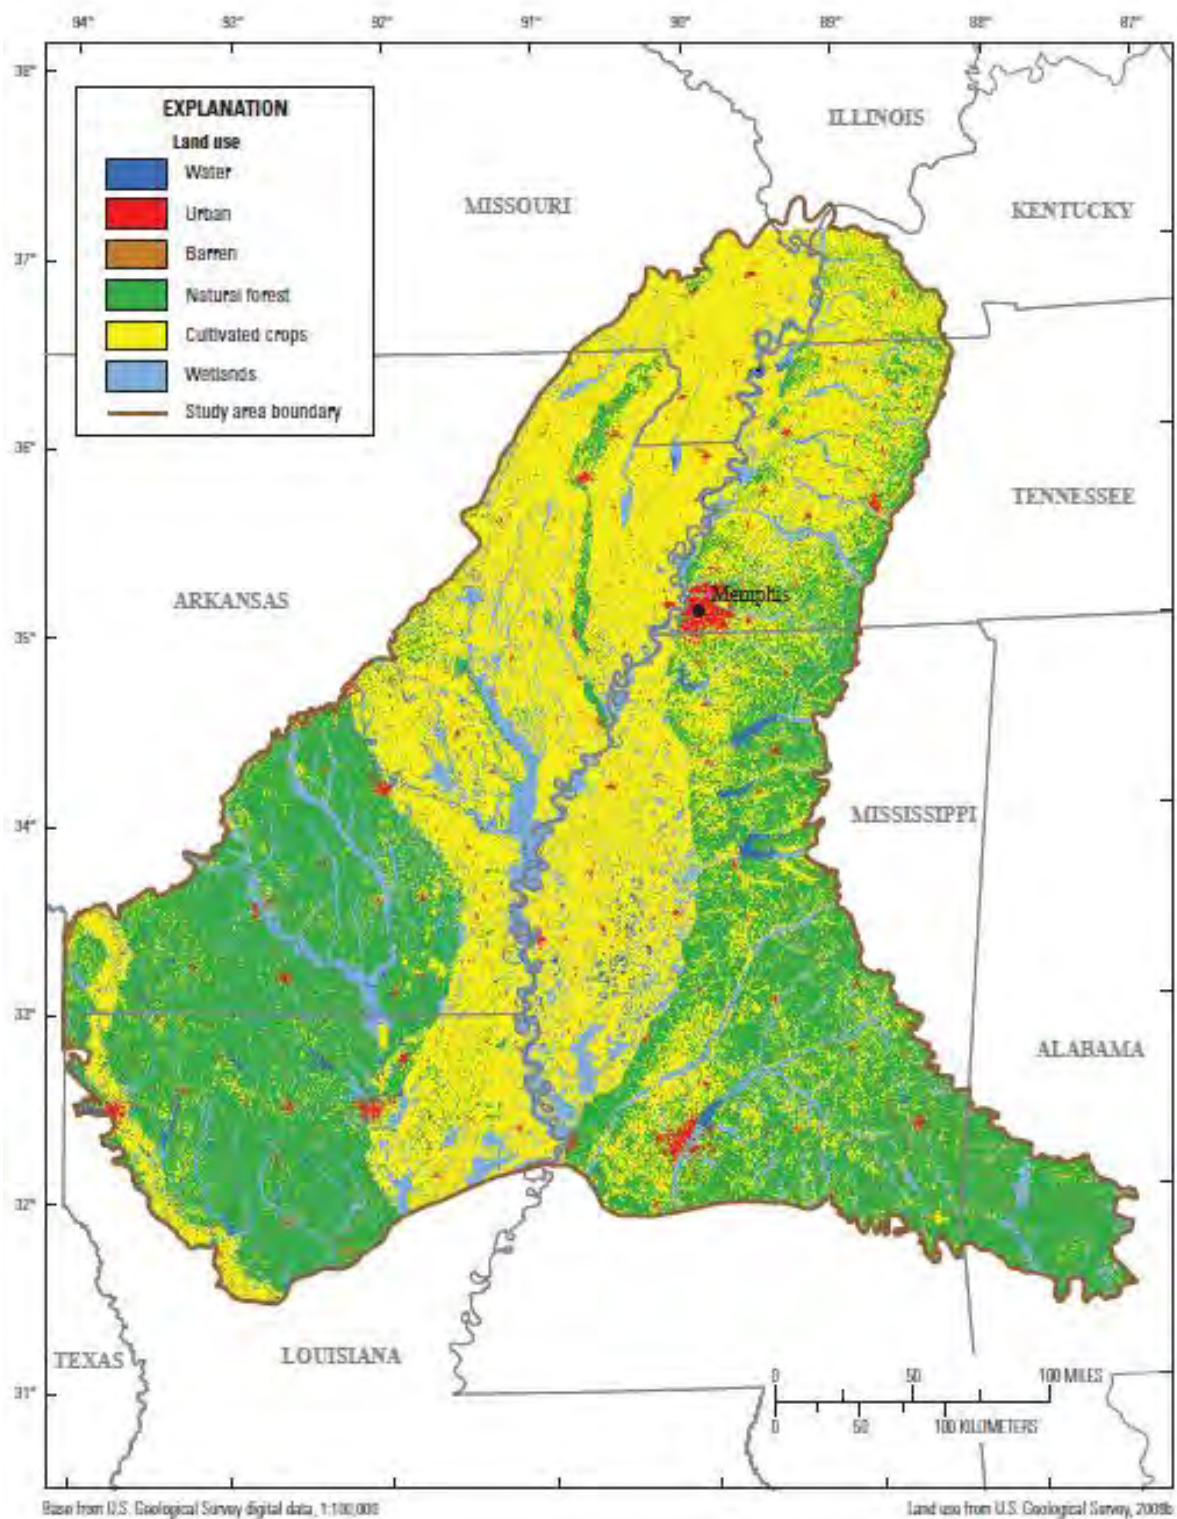 94° 93° 92° 91° 90° 89° 88° 87°
38°
EXPLANATION
Land use
Water
Urban
Barren
Natural forest
Cultivated crops
Wetlands
Study area boundary
ILLINOIS
MISSOURI
KENTUCKY
37°
36°
TENNESSEE
Memphis
ARKANSAS
35°
MISSISSIPPI
34°
33°
ALABAMA
32°
TEXAS
LOUISIANA
31°
0 50 100 MILES
0 50 100 KILOMETERS
Base from U.S. Geological Survey digital data, 1:100,000
Land use from U.S. Geological Survey, 2008b